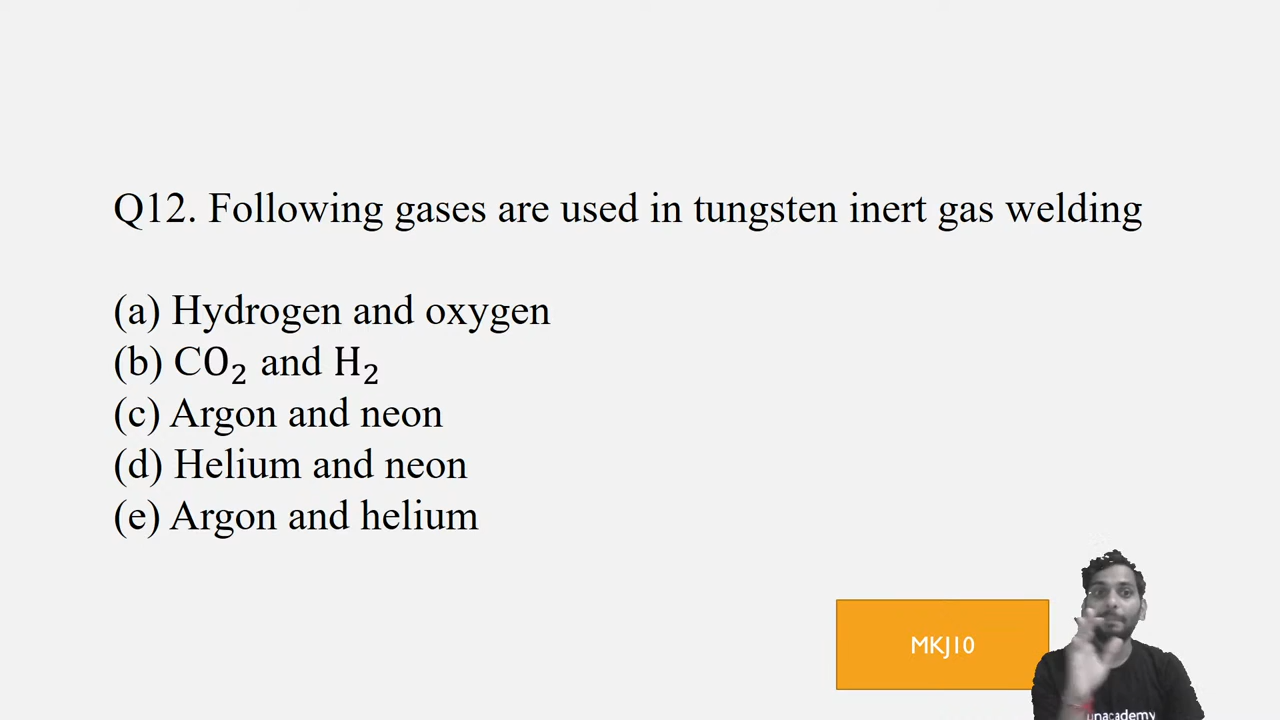 Q12. Following gases are used in tungsten inert gas welding
(a) Hydrogen and oxygen
(b) CO₂ and H₂
(c) Argon and neon
(d) Helium and neon
(e) Argon and helium
MKJ10
unacademy